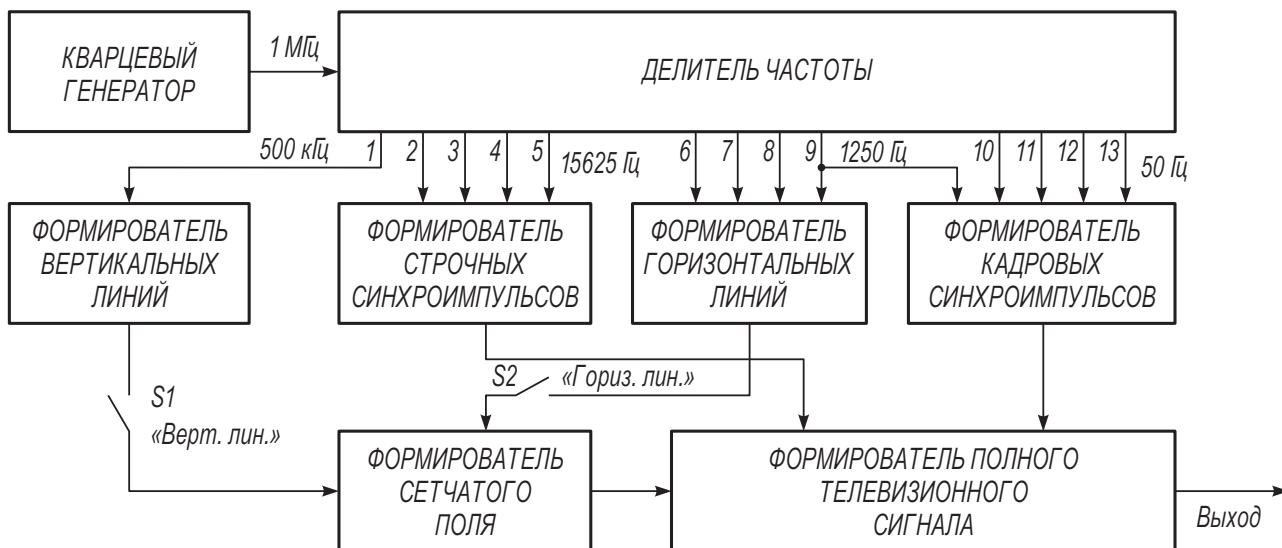 КВАРЦЕВЫЙ
ГЕНЕРАТОР
1 МГц
ДЕЛИТЕЛЬ ЧАСТОТЫ
500 кГц
1
2
3
4
5
15625 Гц
6
7
8
9
1250 Гц
10
11
12
13
50 Гц
ФОРМИРОВАТЕЛЬ
ВЕРТИКАЛЬНЫХ
ЛИНИЙ
ФОРМИРОВАТЕЛЬ
СТРОЧНЫХ
СИНХРОИМПУЛЬСОВ
ФОРМИРОВАТЕЛЬ
ГОРИЗОНТАЛЬНЫХ
ЛИНИЙ
ФОРМИРОВАТЕЛЬ
КАДРОВЫХ
СИНХРОИМПУЛЬСОВ
S1
«Верт. лин.»
S2
«Гориз. лин.»
ФОРМИРОВАТЕЛЬ
СЕТЧАТОГО
ПОЛЯ
ФОРМИРОВАТЕЛЬ ПОЛНОГО
ТЕЛЕВИЗИОННОГО
СИГНАЛА
Выход